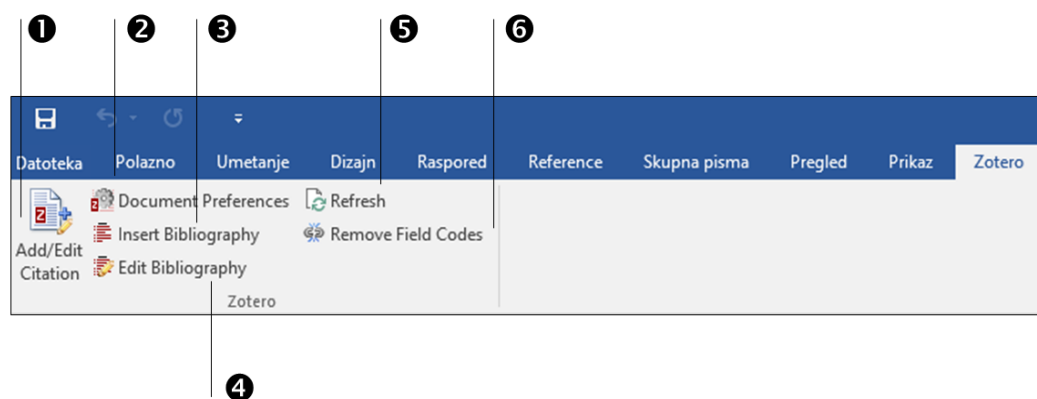 ❶ ❷ ❸ ❺ ❻
Datoteka Polazno Umetanje Dizajn Raspored Reference Skupna pisma Pregled Prikaz Zotero
Document Preferences Refresh
Insert Bibliography Remove Field Codes
Add/Edit
Citation
Edit Bibliography
Zotero
❹